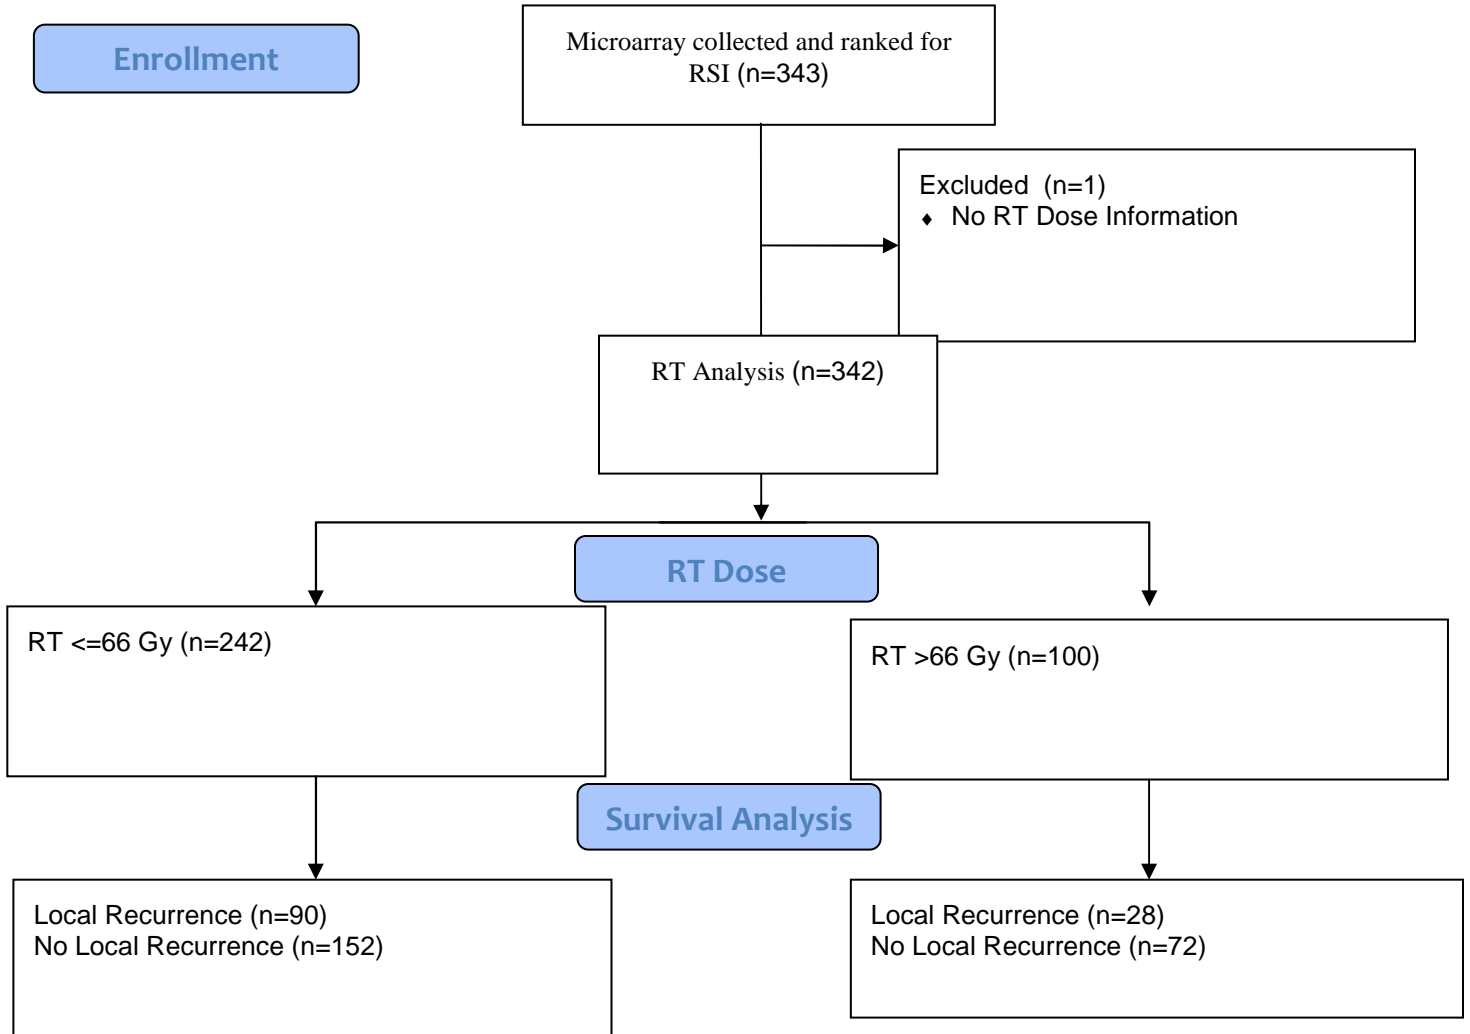 Enrollment
Microarray collected and ranked for
RSI (n=343)
Excluded  (n=1)
♦ No RT Dose Information
RT Analysis (n=342)
RT Dose
RT <=66 Gy (n=242)
RT >66 Gy (n=100)
Survival Analysis
Local Recurrence (n=90)
No Local Recurrence (n=152)
Local Recurrence (n=28)
No Local Recurrence (n=72)